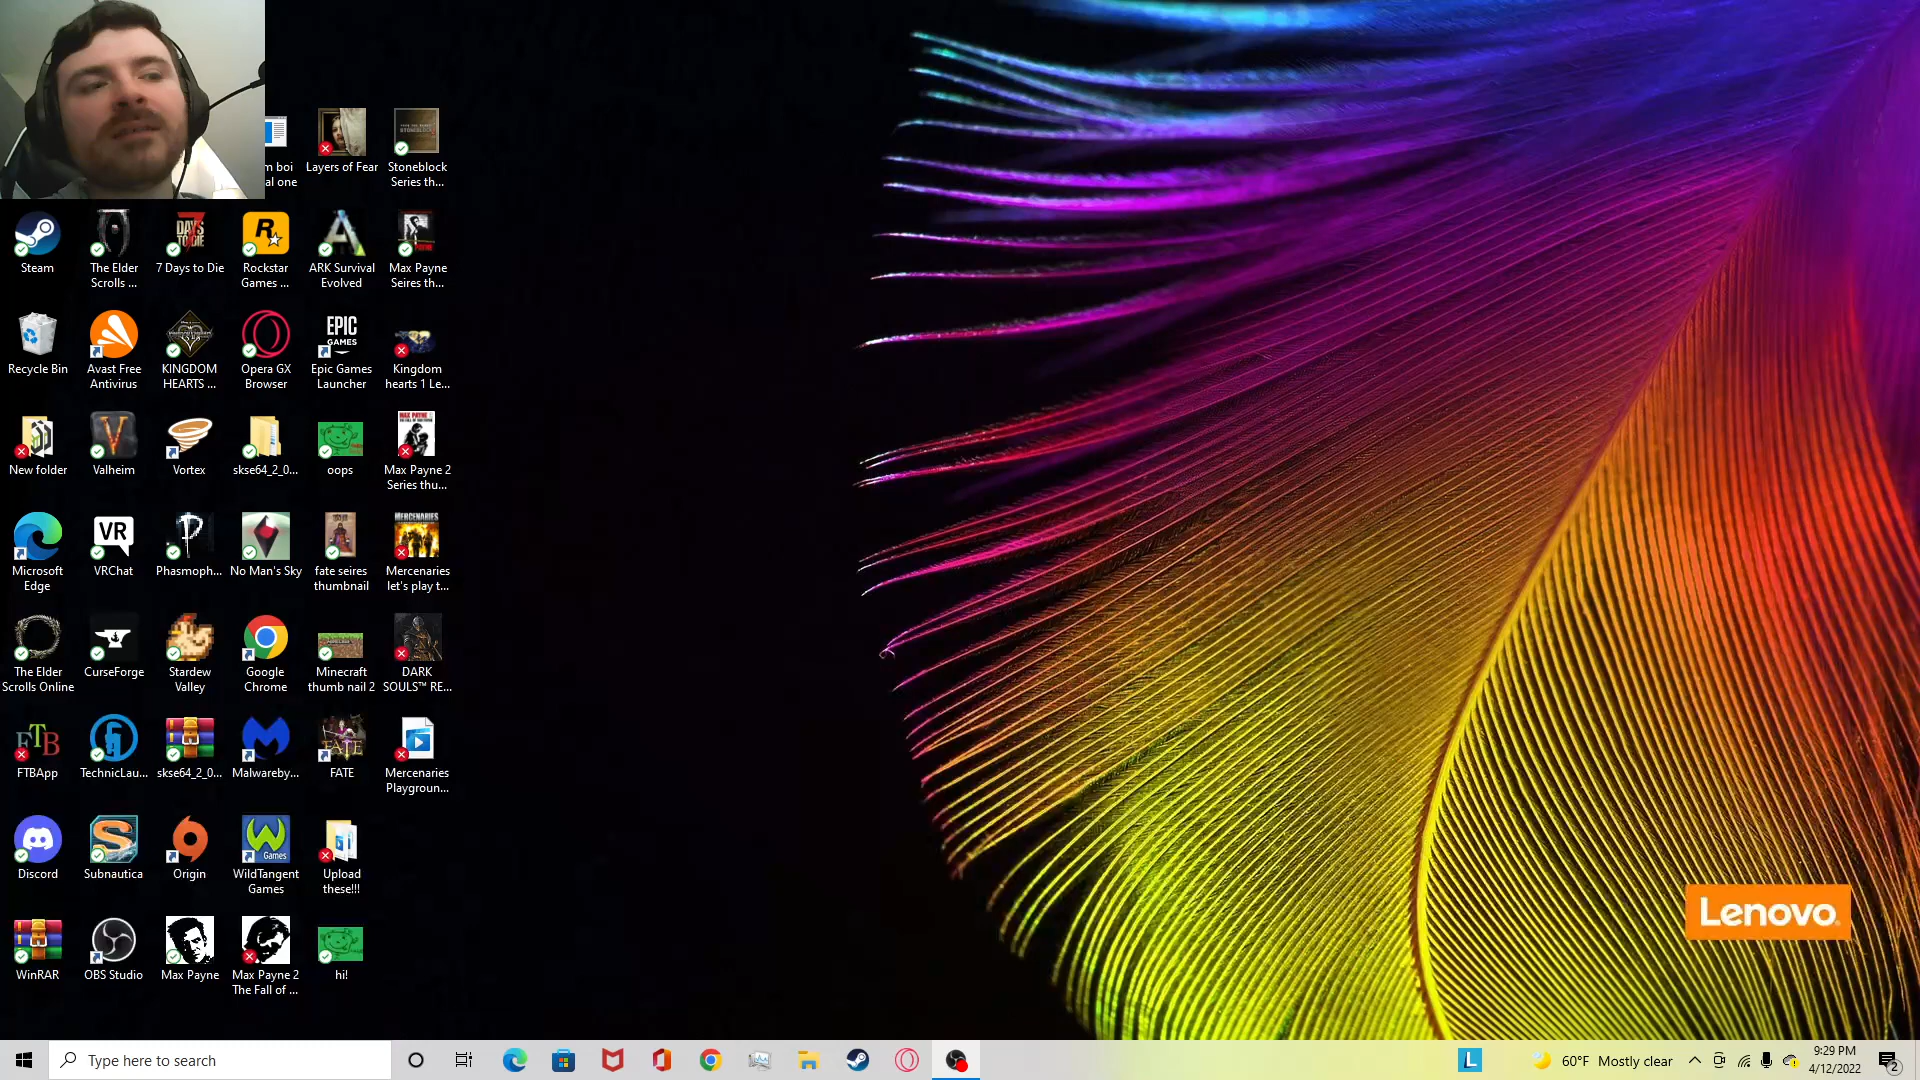 m boi
al one
Layers of Fear
Stoneblock
Series th...
Steam
The Elder
Scrolls ...
7 Days to Die
Rockstar
Games ...
ARK Survival
Evolved
Max Payne
Seires th...
Recycle Bin
Avast Free
Antivirus
KINGDOM
HEARTS ...
Opera GX
Browser
EPIC
GAMES
Epic Games
Launcher
Kingdom
hearts 1 Le...
New folder
Valheim
Vortex
skse64_2_0...
oops
Max Payne 2
Series thu...
Microsoft
Edge
VR
VRChat
Phasmoph...
No Man's Sky
fate seires
thumbnail
MERCENARIES
Mercenaries
let's play t...
The Elder
Scrolls Online
CurseForge
Stardew
Valley
Google
Chrome
Minecraft
thumb nail 2
DARK
SOULS™ RE...
FTB
FTBApp
TechnicLau...
skse64_2_0...
Malwareby...
FATE
FATE
Mercenaries
Playgroun...
Discord
Subnautica
Origin
Games
WildTangent
Games
Upload
these!!!
WinRAR
OBS Studio
Max Payne
Max Payne 2
The Fall of ...
hi!
Lenovo
Type here to search
L
60°F Mostly clear
9:29 PM
4/12/2022
2